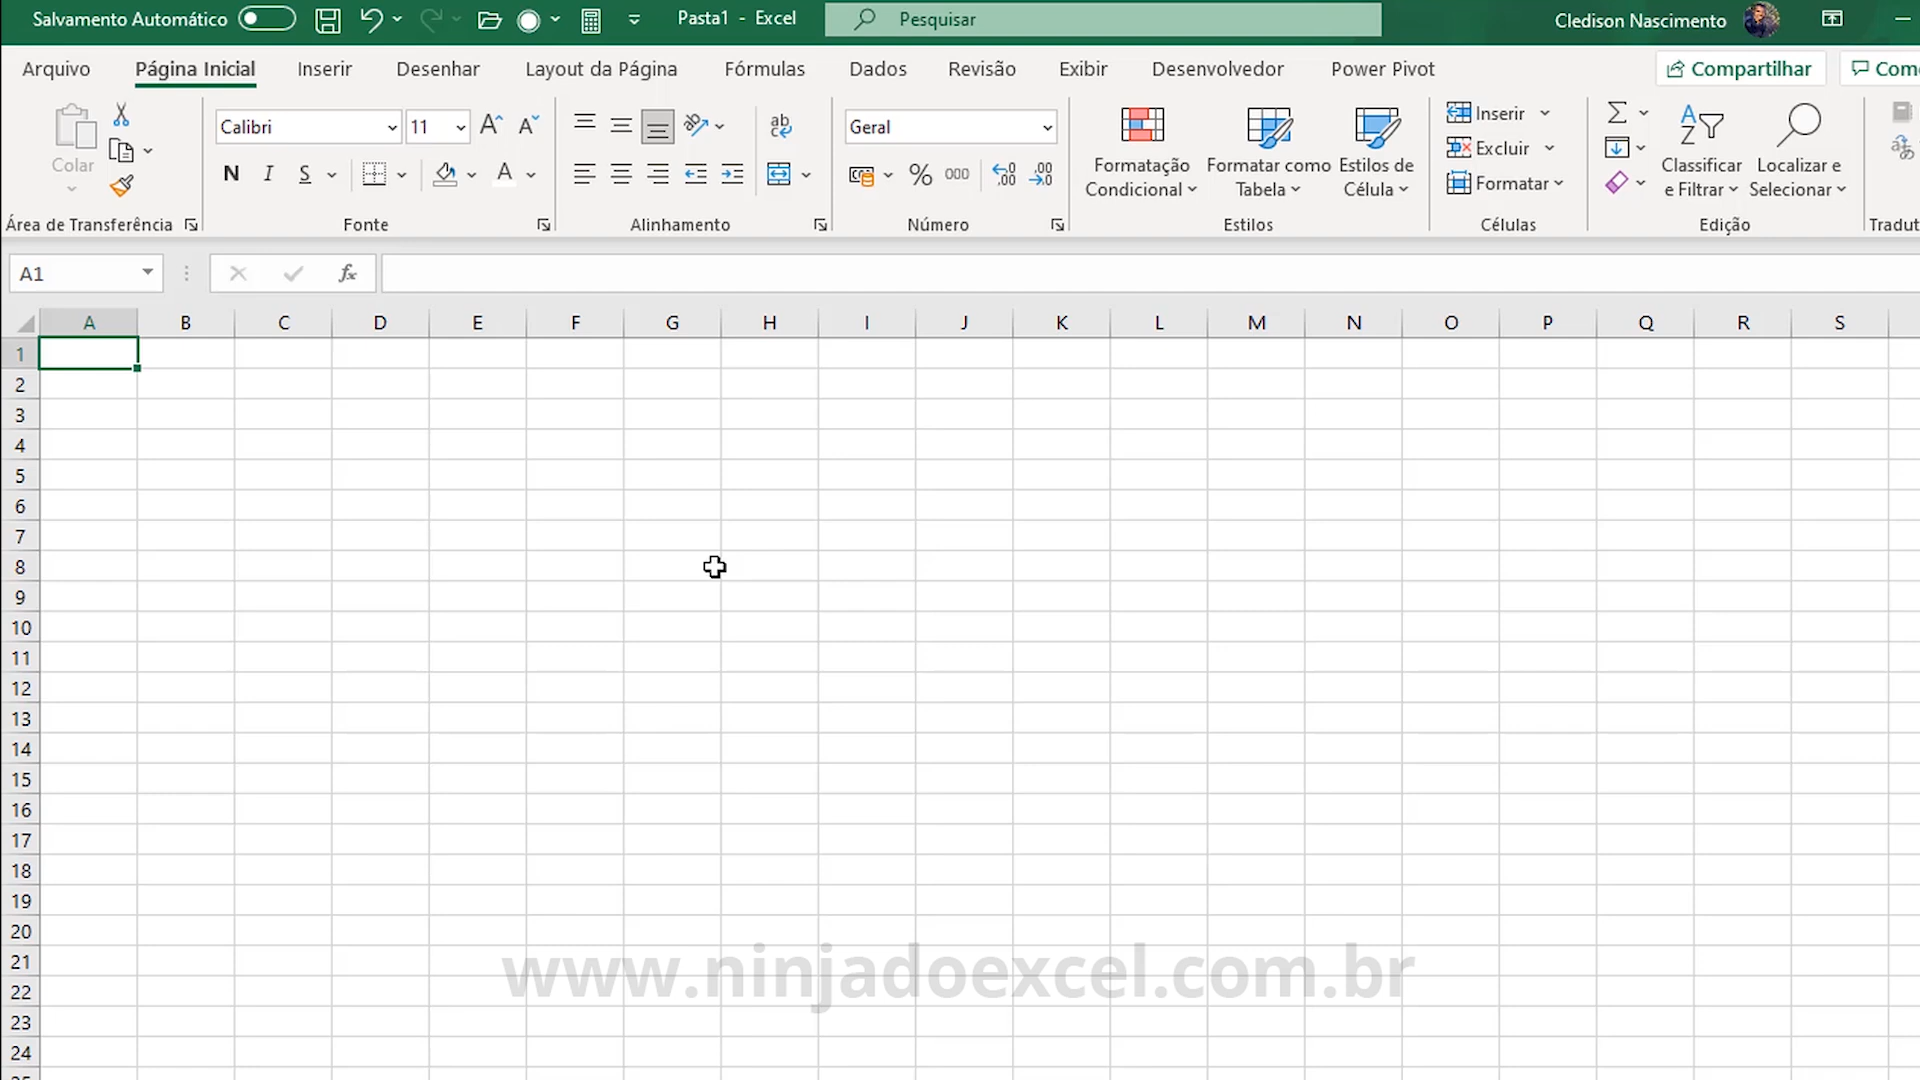 Salvamento Automático
Pasta1 - Excel
Pesquisar
Cledison Nascimento
Arquivo Página Inicial Inserir Desenhar Layout da Página Fórmulas Dados Revisão Exibir Desenvolvedor Power Pivot
Compartilhar
Colar
Área de Transferência
Calibri 11
N I S A
Fonte
ab
Alinhamento
Geral
% 000
Número
Formatação Condicional
Formatar como Tabela
Estilos de Célula
Estilos
Inserir
Excluir
Formatar
Células
Classificar e Filtrar
Localizar e Selecionar
Edição
A1
fx
A B C D E F G H I J K L M N O P Q R S
1
2
3
4
5
6
7
8
9
10
11
12
13
14
15
16
17
18
19
20
21
22
23
24
www.ninjadoexcel.com.br